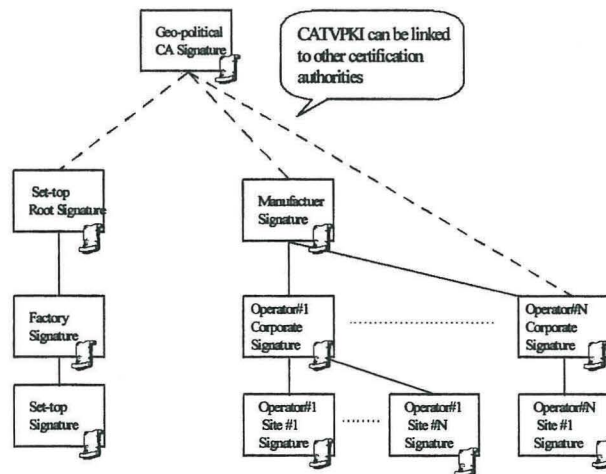 Geo-political
CA Signature
CATVPKI can be linked
to other certification
authorities
Set-top
Root Signature
Manufactuer
Signature
Factory
Signature
Operator#1
Corporate
Signature
Operator#N
Corporate
Signature
Set-top
Signature
Operator#1
Site #1
Signature
Operator#1
Site #N
Signature
Operator#N
Site #1
Signature